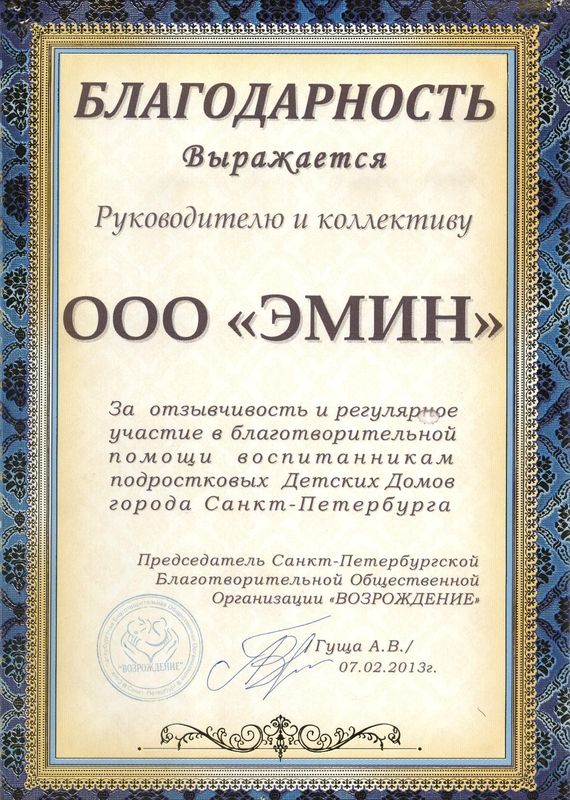 БЛАГОДАРНОСТЬ
Выражается
Руководителю и коллективу
ООО «ЭМИН»
За отзывчивость и регулярное
участие в благотворительной
помощи воспитанникам
подростковых Детских Домов
города Санкт-Петербурга
Председатель Санкт-Петербургской
Благотворительной Общественной
Организации «ВОЗРОЖДЕНИЕ»
/Гуща А.В./
07.02.2013г.
"ВОЗРОЖДЕНИЕ"